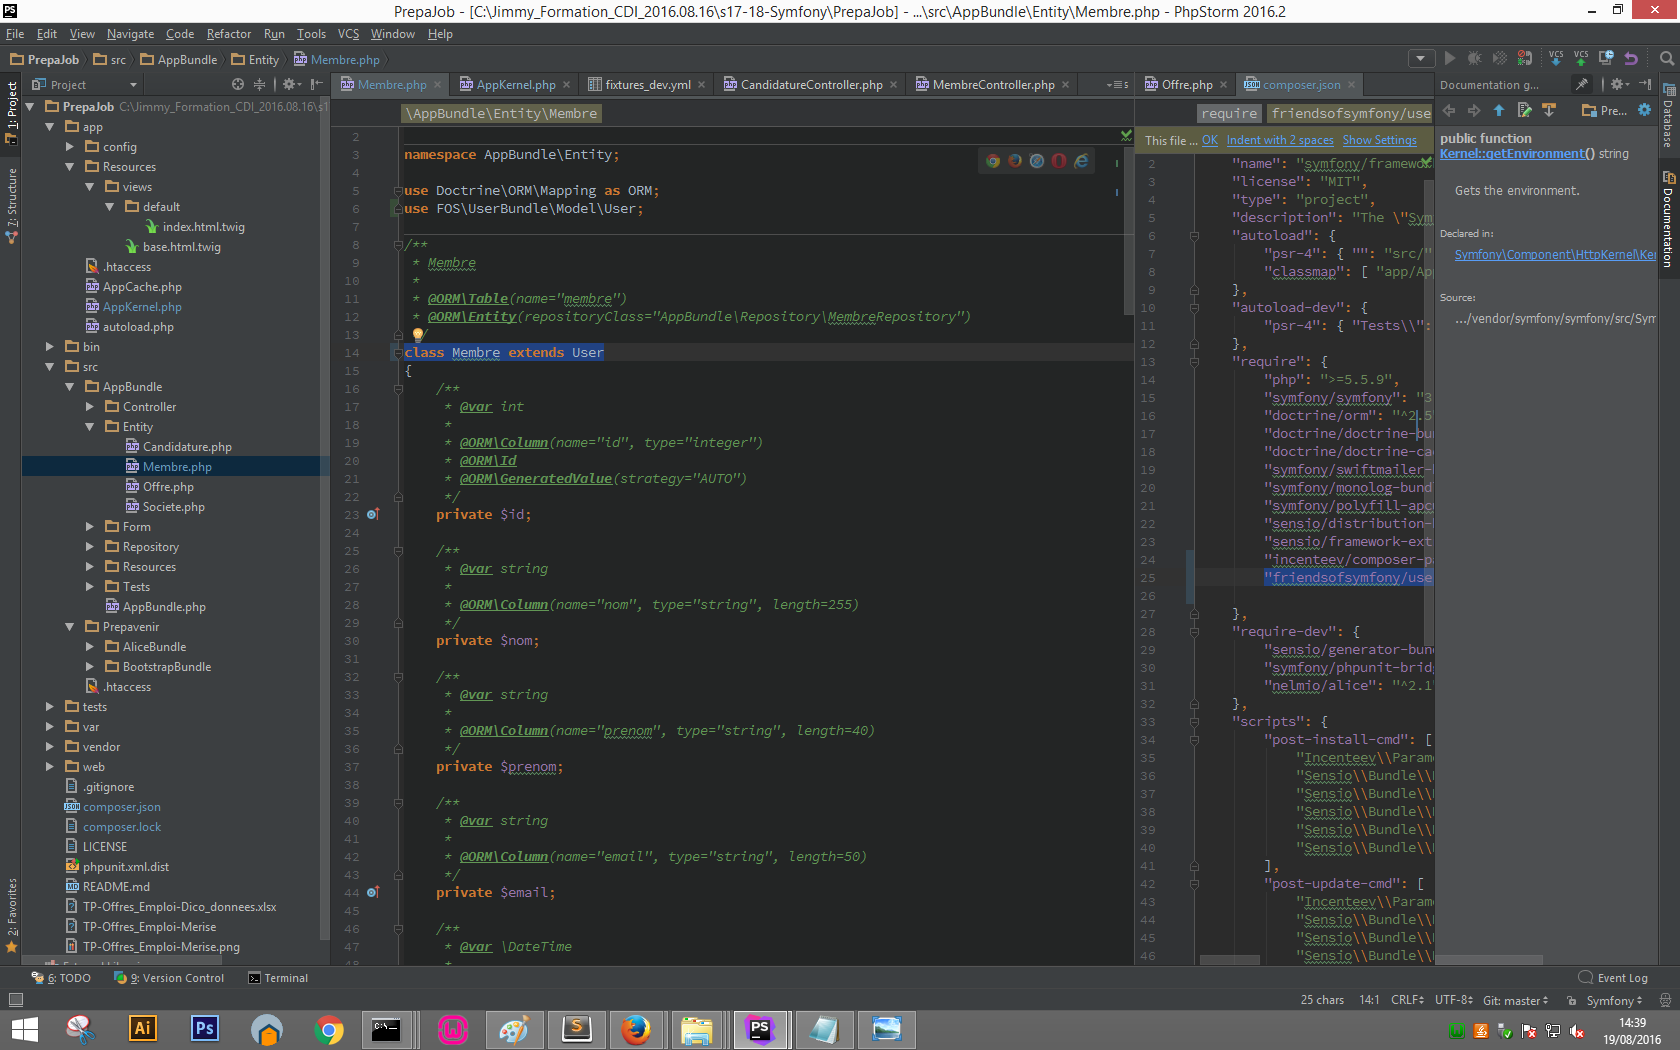 PrepaJob - [C:\Jimmy_Formation_CDI_2016.08.16\s17-18-Symfony\PrepaJob] - ...\src\AppBundle\Entity\Membre.php - PhpStorm 2016.2
File Edit View Navigate Code Refactor Run Tools VCS Window Help
PrepaJob src AppBundle Entity Membre.php
Project
Membre.php AppKernel.php fixtures_dev.yml CandidatureController.php MembreController.php Offre.php composer.json
Documentation g...
1: Project
7: Structure
2: Favorites
PrepaJob C:\Jimmy_Formation_CDI_2016.08.16\s1
app
config
Resources
views
default
index.html.twig
base.html.twig
.htaccess
AppCache.php
AppKernel.php
autoload.php
bin
src
AppBundle
Controller
Entity
Candidature.php
Membre.php
Offre.php
Societe.php
Form
Repository
Resources
Tests
AppBundle.php
Prepavenir
AliceBundle
BootstrapBundle
.htaccess
tests
var
vendor
web
.gitignore
composer.json
composer.lock
LICENSE
phpunit.xml.dist
README.md
TP-Offres_Emploi-Dico_donnees.xlsx
TP-Offres_Emploi-Merise
TP-Offres_Emploi-Merise.png
\AppBundle\Entity\Membre
2
3 namespace AppBundle\Entity;
4
5 use Doctrine\ORM\Mapping as ORM;
6 use FOS\UserBundle\Model\User;
7
8 /**
9 * Membre
10 *
11 * @ORM\Table(name="membre")
12 * @ORM\Entity(repositoryClass="AppBundle\Repository\MembreRepository")
13 /
14 class Membre extends User
15 {
16 /**
17 * @var int
18 *
19 * @ORM\Column(name="id", type="integer")
20 * @ORM\Id
21 * @ORM\GeneratedValue(strategy="AUTO")
22 */
23 private $id;
24
25 /**
26 * @var string
27 *
28 * @ORM\Column(name="nom", type="string", length=255)
29 */
30 private $nom;
31
32 /**
33 * @var string
34 *
35 * @ORM\Column(name="prenom", type="string", length=40)
36 */
37 private $prenom;
38
39 /**
40 * @var string
41 *
42 * @ORM\Column(name="email", type="string", length=50)
43 */
44 private $email;
45
46 /**
47 * @var \DateTime
require friendsofsymfony/use
This file ... OK Indent with 2 spaces Show Settings
2 "name": "symfony/framewor
3 "license": "MIT",
4 "type": "project",
5 "description": "The \"Sym
6 "autoload": {
7 "psr-4": { "": "src/"
8 "classmap": [ "app/Ap
9 },
10 "autoload-dev": {
11 "psr-4": { "Tests\\":
12 },
13 "require": {
14 "php": ">=5.5.9",
15 "symfony/symfony": "3
16 "doctrine/orm": "^2.5
17 "doctrine/doctrine-bu
18 "doctrine/doctrine-ca
19 "symfony/swiftmailer-
20 "symfony/monolog-bund
21 "symfony/polyfill-apc
22 "sensio/distribution-
23 "sensio/framework-ext
24 "incenteev/composer-p
25 "friendsofsymfony/use
26
27 },
28 "require-dev": {
29 "sensio/generator-bun
30 "symfony/phpunit-brid
31 "nelmio/alice": "^2.1
32 },
33 "scripts": {
34 "post-install-cmd": [
35 "Incenteev\\Param
36 "Sensio\\Bundle\\
37 "Sensio\\Bundle\\
38 "Sensio\\Bundle\\
39 "Sensio\\Bundle\\
40 "Sensio\\Bundle\\
41 ],
42 "post-update-cmd": [
43 "Incenteev\\Param
44 "Sensio\\Bundle\\
45 "Sensio\\Bundle\\
46 "Sensio\\Bundle\\
Pre...
public function
Kernel::getEnvironment() string
Gets the environment.
Declared in:
Symfony\Component\HttpKernel\Ke
Source:
.../vendor/symfony/symfony/src/Sym
Database
Documentation
6: TODO 9: Version Control Terminal Event Log
25 chars 14:1 CRLF UTF-8 Git: master Symfony
Ai Ps PS
14:39
19/08/2016